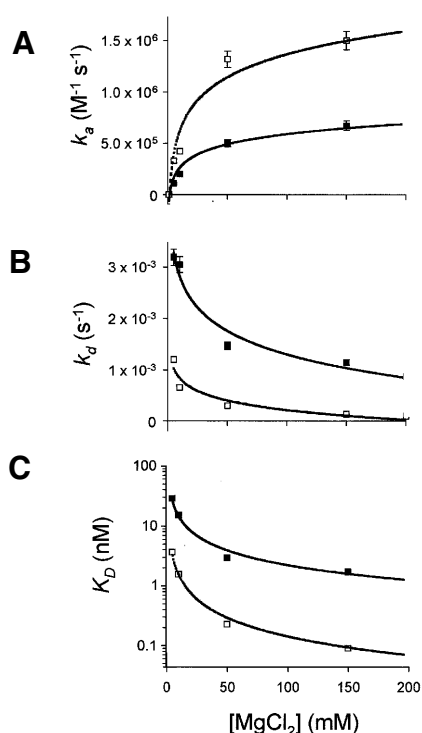 A
kₐ (M⁻¹ s⁻¹)
1.5 x 10⁶
1.0 x 10⁶
5.0 x 10⁵
0
B
k_d (s⁻¹)
3 x 10⁻³
2 x 10⁻³
1 x 10⁻³
0
C
K_D (nM)
100
10
1
0.1
0 50 100 150 200
[MgCl₂] (mM)